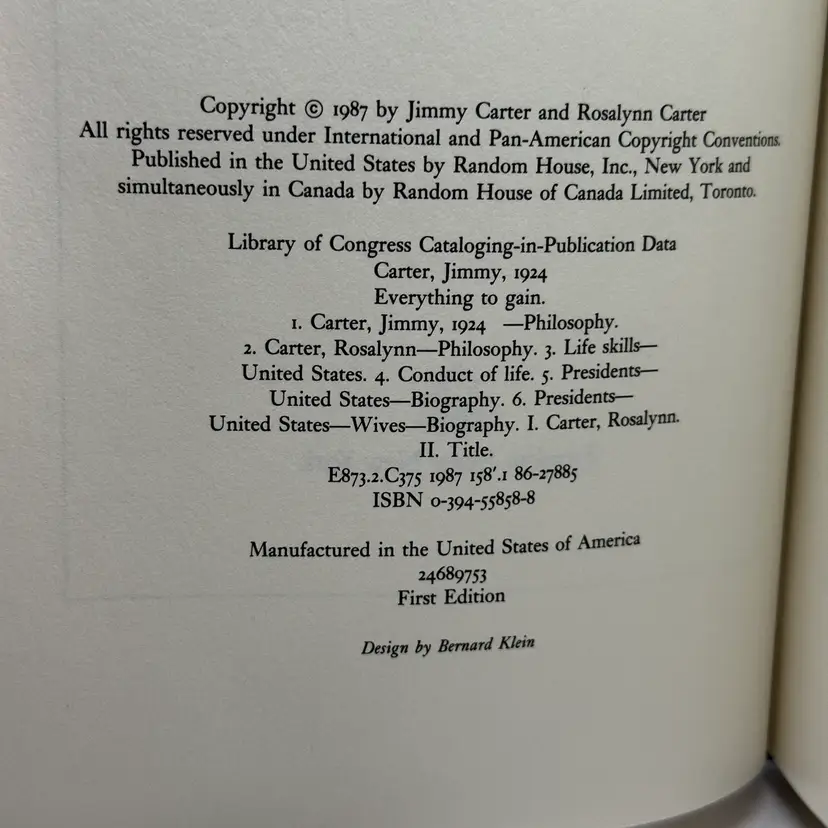 Copyright © 1987 by Jimmy Carter and Rosalynn Carter
All rights reserved under International and Pan-American Copyright Conventions.
Published in the United States by Random House, Inc., New York and
simultaneously in Canada by Random House of Canada Limited, Toronto.
Library of Congress Cataloging-in-Publication Data
Carter, Jimmy, 1924
Everything to gain.
1. Carter, Jimmy, 1924 —Philosophy.
2. Carter, Rosalynn—Philosophy. 3. Life skills—
United States. 4. Conduct of life. 5. Presidents—
United States—Biography. 6. Presidents—
United States—Wives—Biography. I. Carter, Rosalynn.
II. Title.
E873.2.C375 1987 158'.1 86-27885
ISBN 0-394-55858-8
Manufactured in the United States of America
24689753
First Edition
Design by Bernard Klein